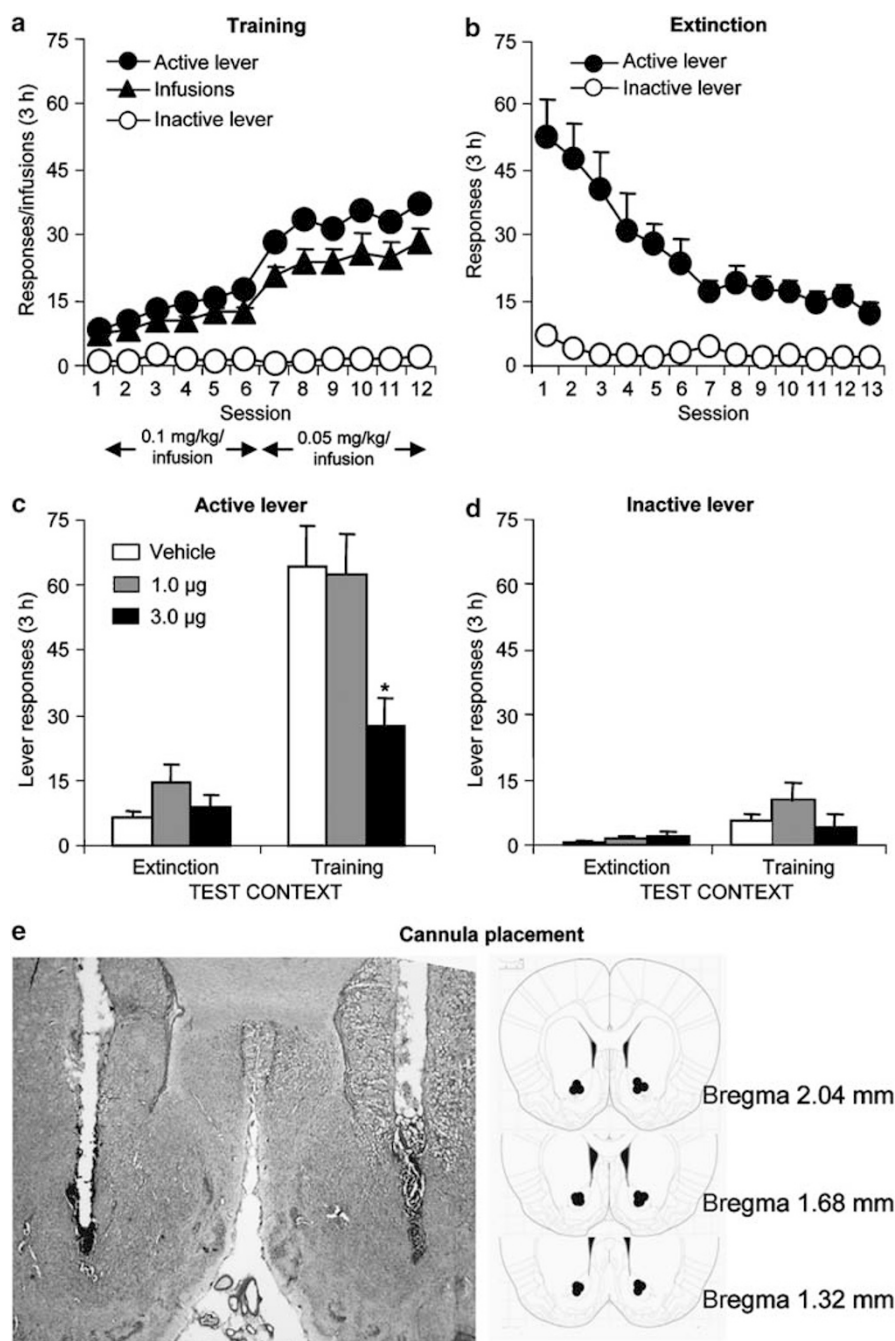 a
Training
Responses/infusions (3 h)
75
60
45
30
15
0
Active lever
Infusions
Inactive lever
1 2 3 4 5 6 7 8 9 10 11 12
Session
0.1 mg/kg/
infusion
0.05 mg/kg/
infusion
b
Extinction
Responses (3 h)
75
60
45
30
15
0
Active lever
Inactive lever
1 2 3 4 5 6 7 8 9 10 11 12 13
Session
c
Active lever
Lever responses (3 h)
75
60
45
30
15
0
Vehicle
1.0 µg
3.0 µg
*
Extinction Training
TEST CONTEXT
d
Inactive lever
Lever responses (3 h)
75
60
45
30
15
0
Extinction Training
TEST CONTEXT
e
Cannula placement
Bregma 2.04 mm
Bregma 1.68 mm
Bregma 1.32 mm